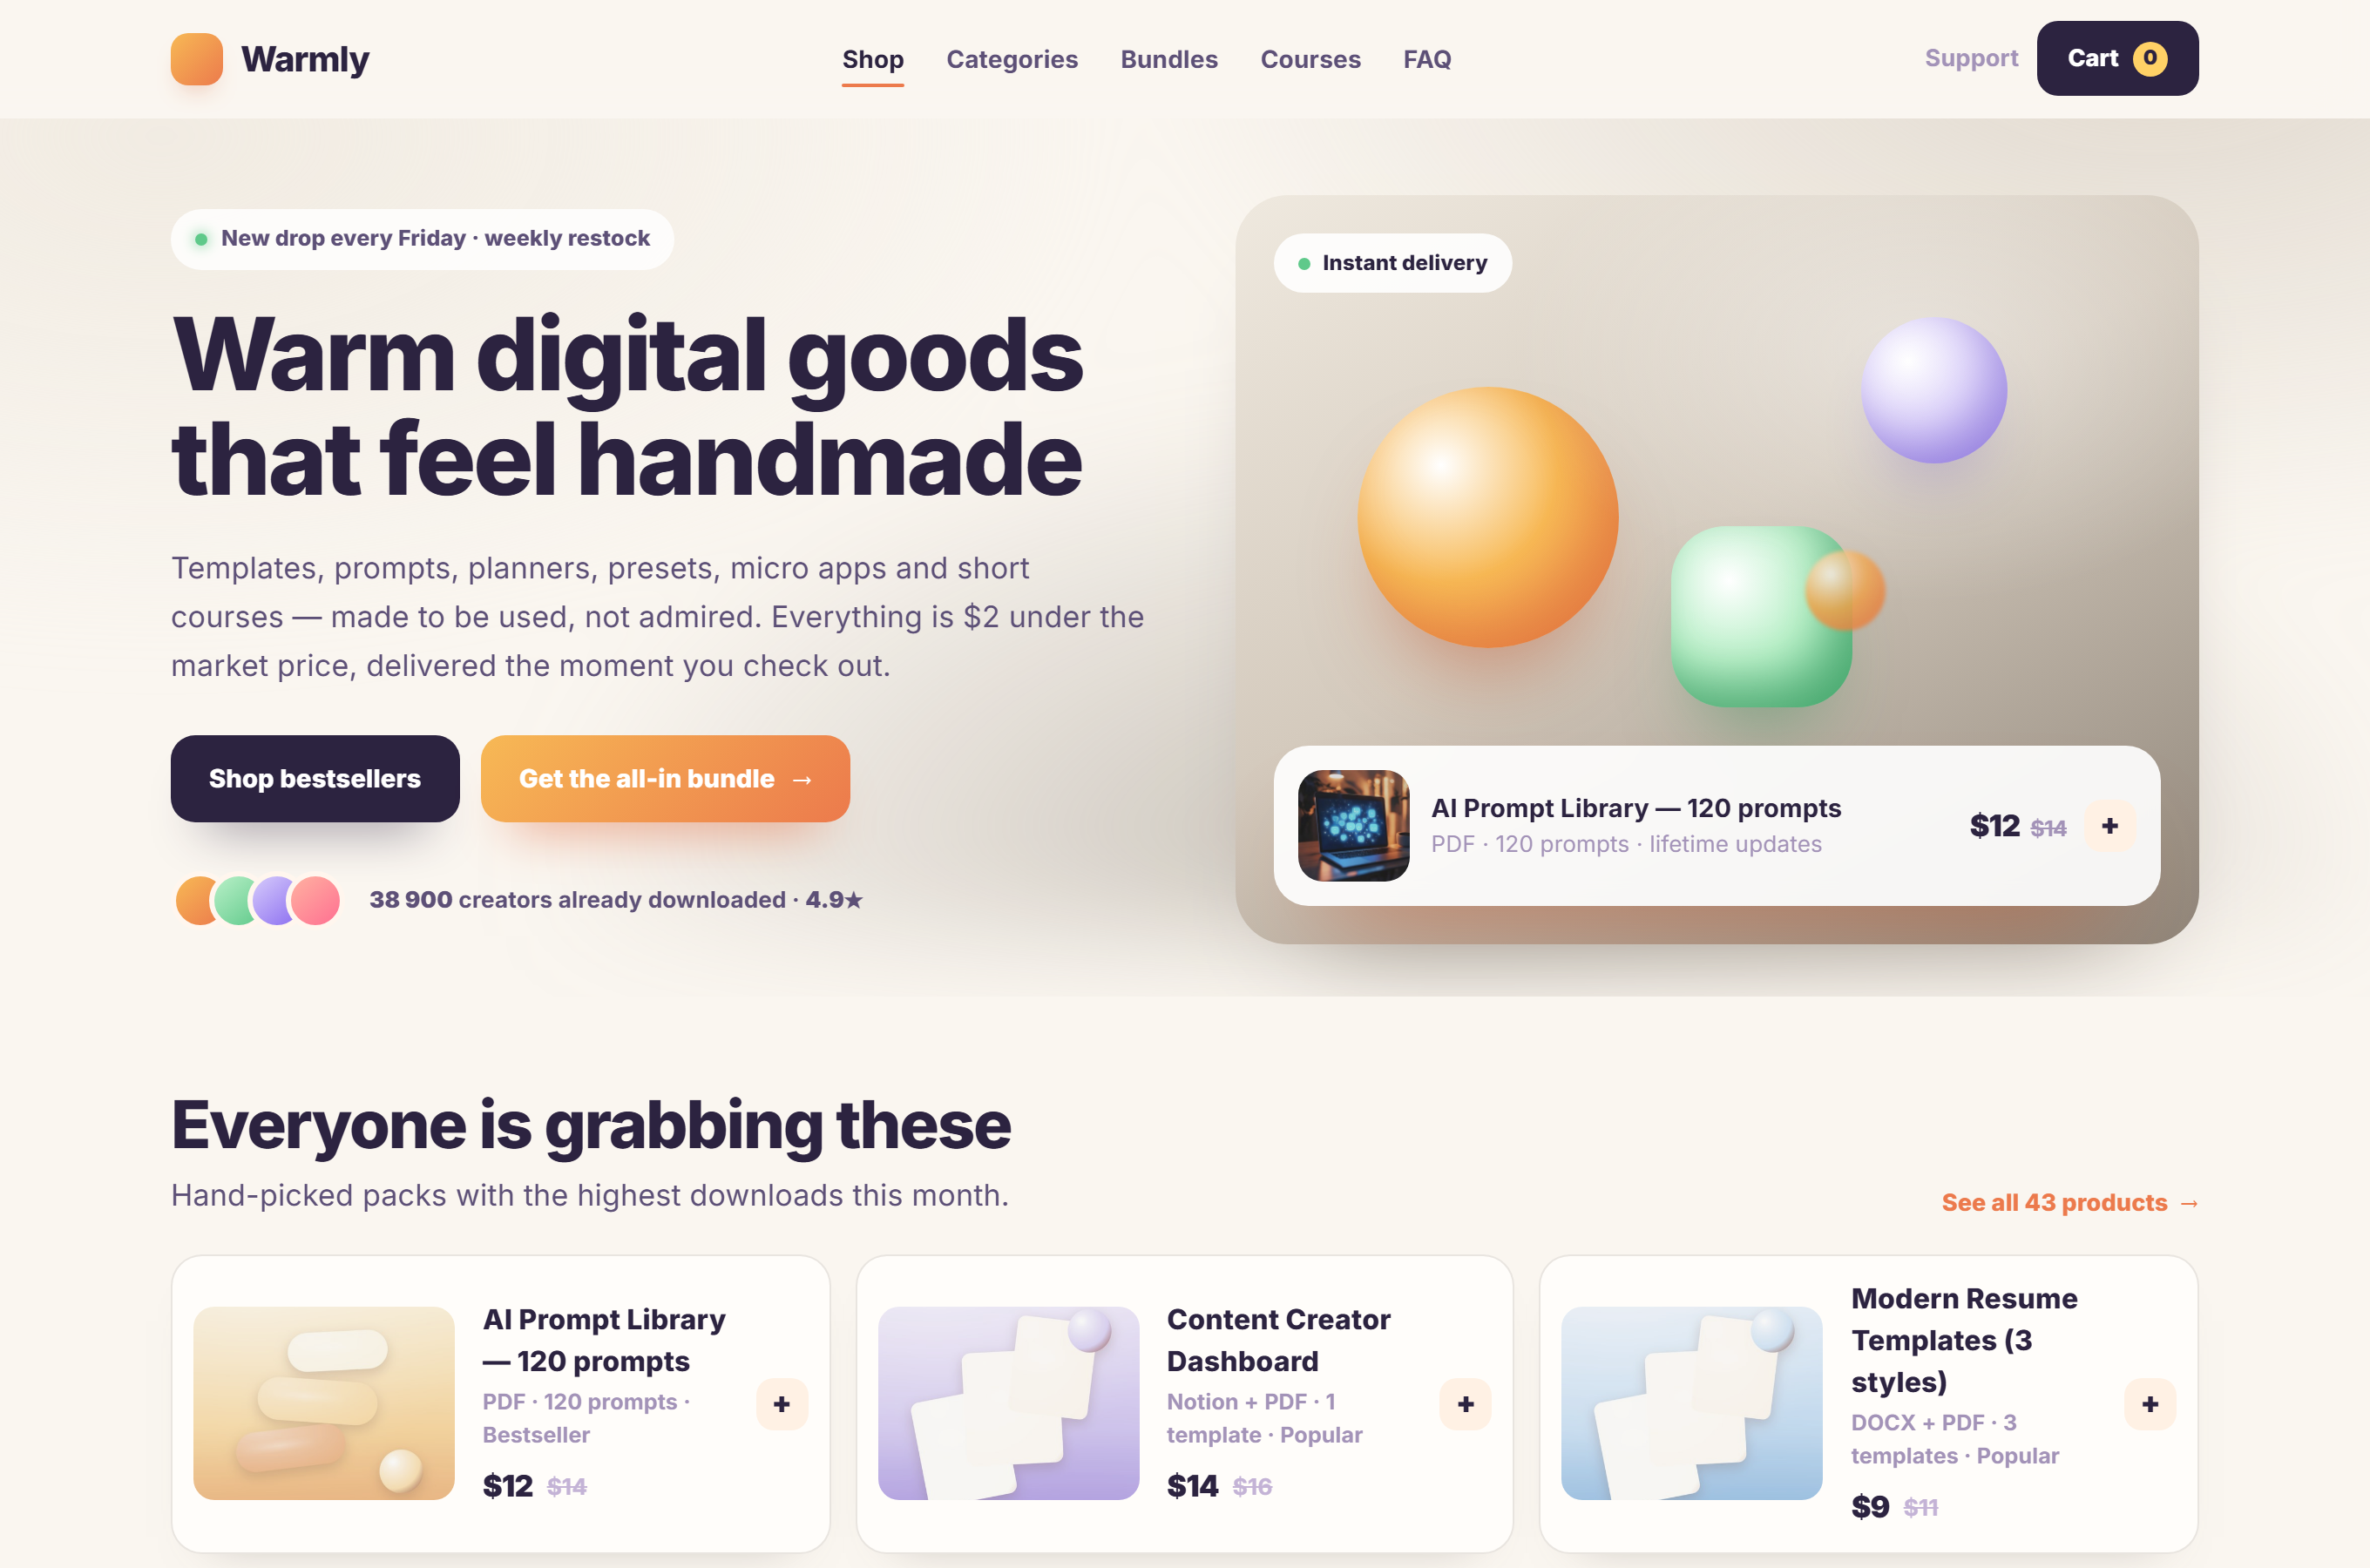 Warmly
Shop
Categories
Bundles
Courses
FAQ
Support
Cart 0
New drop every Friday · weekly restock
Warm digital goods
that feel handmade
Templates, prompts, planners, presets, micro apps and short
courses — made to be used, not admired. Everything is $2 under the
market price, delivered the moment you check out.
Shop bestsellers
Get the all-in bundle →
38 900 creators already downloaded · 4.9★
Instant delivery
AI Prompt Library — 120 prompts
PDF · 120 prompts · lifetime updates
$12 $14 +
Everyone is grabbing these
Hand-picked packs with the highest downloads this month.
See all 43 products →
AI Prompt Library
— 120 prompts
PDF · 120 prompts ·
Bestseller
$12 $14
+
Content Creator
Dashboard
Notion + PDF · 1
template · Popular
$14 $16
+
Modern Resume
Templates (3
styles)
DOCX + PDF · 3
templates · Popular
$9 $11
+